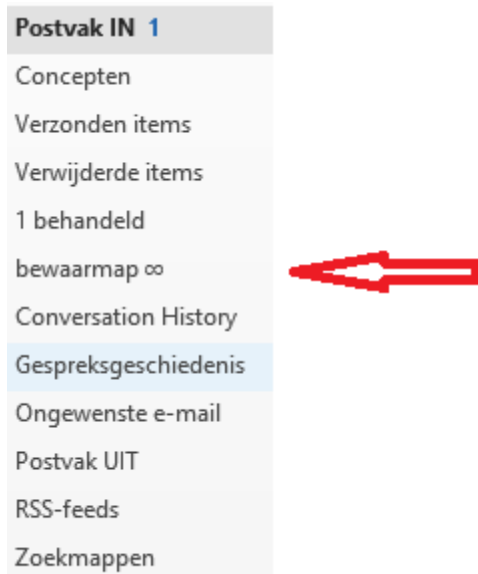 Postvak IN 1
Concepten
Verzonden items
Verwijderde items
1 behandeld
bewaarmap ∞
Conversation History
Gespreksgeschiedenis
Ongewenste e-mail
Postvak UIT
RSS-feeds
Zoekmappen